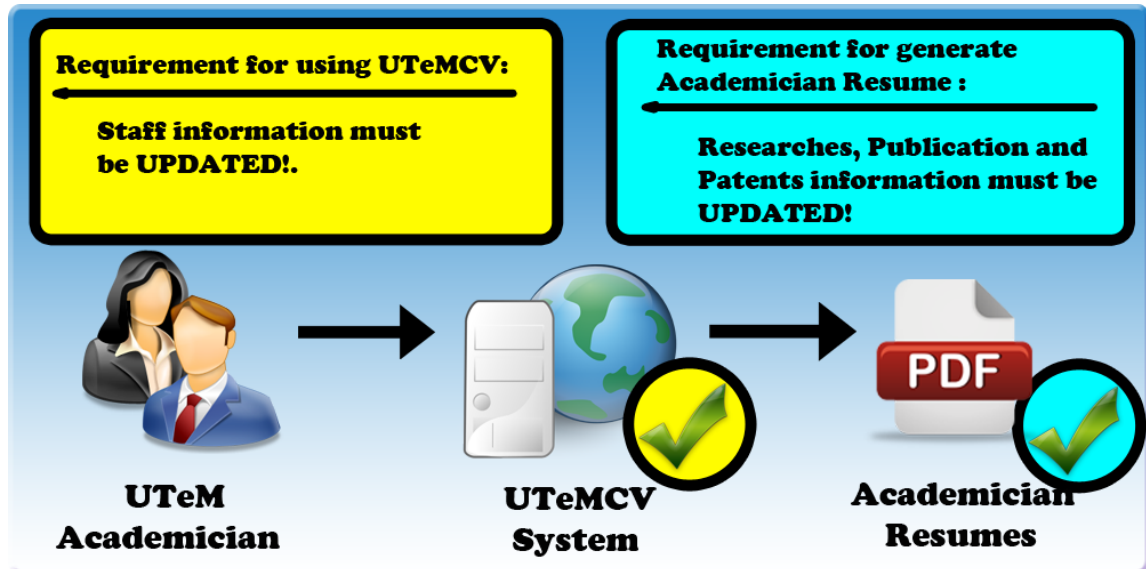 Requirement for using UTeMCV:
Staff information must
be UPDATED!.
Requirement for generate
Academician Resume :
Researches, Publication and
Patents information must be
UPDATED!
PDF
UTeM
Academician
UTeMCV
System
Academician
Resumes